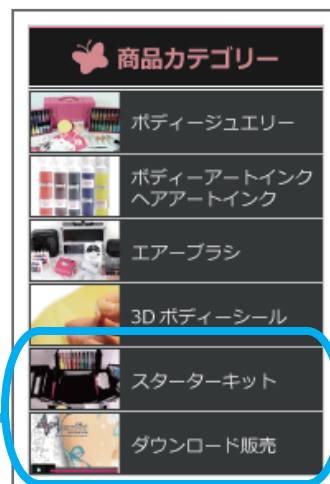 商品カテゴリー
ボディージュエリー
ボディーアートインク
ヘアアートインク
エアーブラシ
3Dボディーシール
スターターキット
ダウンロード販売